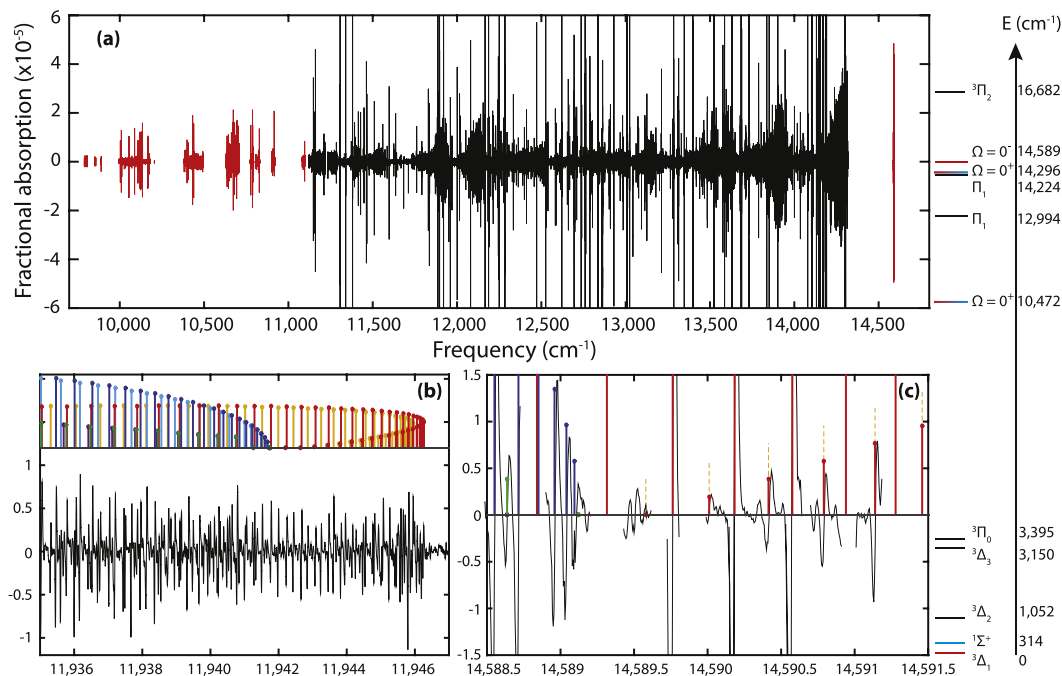 (a)
Fractional absorption (x10⁻⁵)
6
4
2
0
-2
-4
-6
10,000 10,500 11,000 11,500 12,000 12,500 13,000 13,500 14,000 14,500
Frequency (cm⁻¹)
E (cm⁻¹)
³Π₂ 16,682
Ω = 0⁻ 14,589
Ω = 0⁺ 14,296
Π₁ 14,224
Π₁ 12,994
Ω = 0⁺ 10,472
³Π₀ 3,395
³Δ₃ 3,150
³Δ₂ 1,052
¹Σ⁺ 314
³Δ₁ 0
(b)
1
0.5
0
-0.5
-1
11,936 11,938 11,940 11,942 11,944 11,946
(c)
1.5
1
0.5
0
-0.5
-1
-1.5
14,588.5 14,589 14,589.5 14,590 14,590.5 14,591 14,591.5